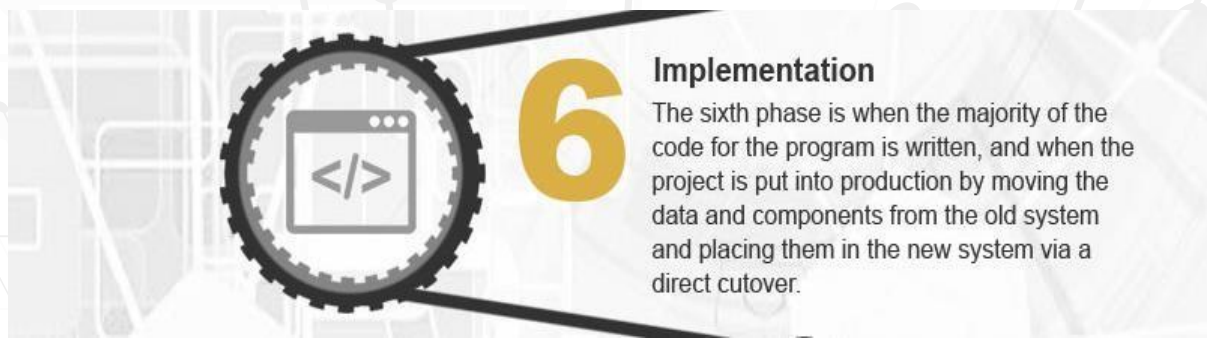 6
Implementation
The sixth phase is when the majority of the
code for the program is written, and when the
project is put into production by moving the
data and components from the old system
and placing them in the new system via a
direct cutover.
</>